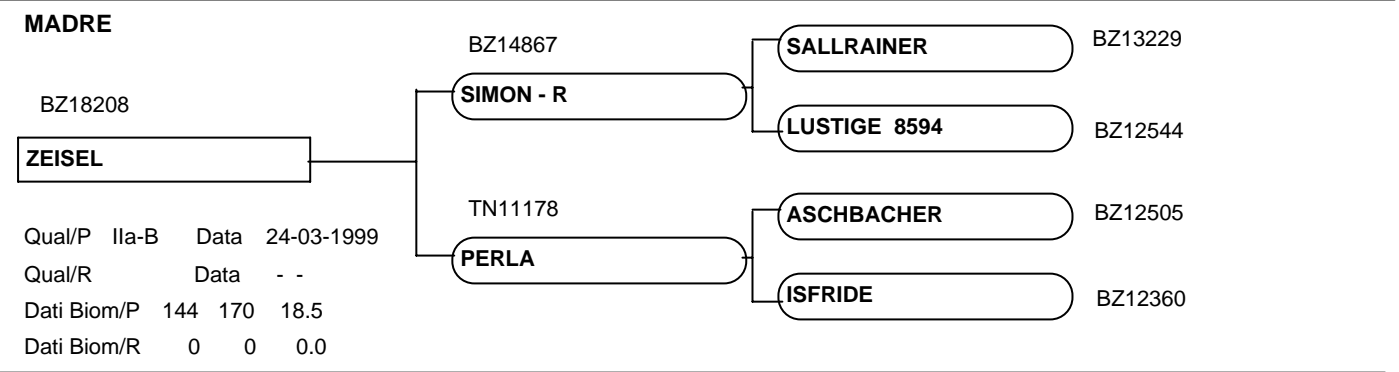 MADRE
BZ14867
SALLRAINER
BZ13229
BZ18208
SIMON - R
LUSTIGE  8594
BZ12544
ZEISEL
TN11178
ASCHBACHER
BZ12505
Qual/P IIa-B Data 24-03-1999
PERLA
Qual/R Data - -
ISFRIDE
BZ12360
Dati Biom/P 144 170 18.5
Dati Biom/R 0 0 0.0